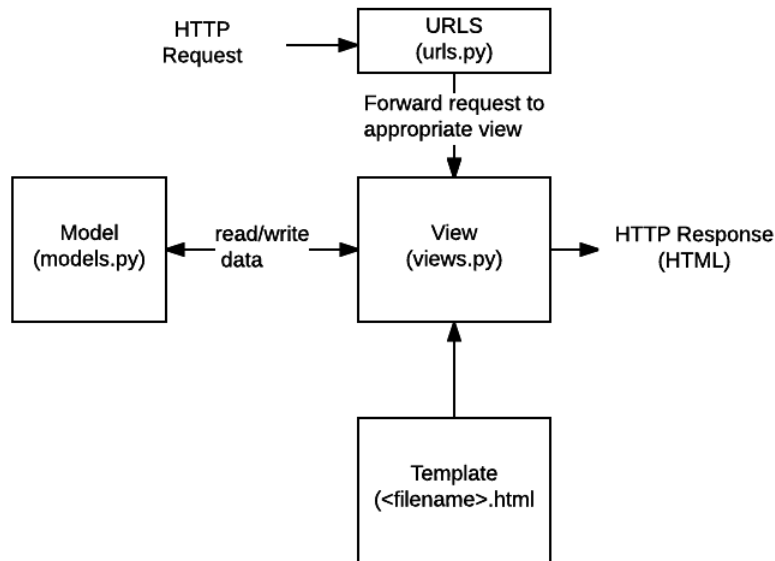 HTTP
Request
URLS
(urls.py)
Forward request to
appropriate view
Model
(models.py)
read/write
data
View
(views.py)
HTTP Response
(HTML)
Template
(<filename>.html